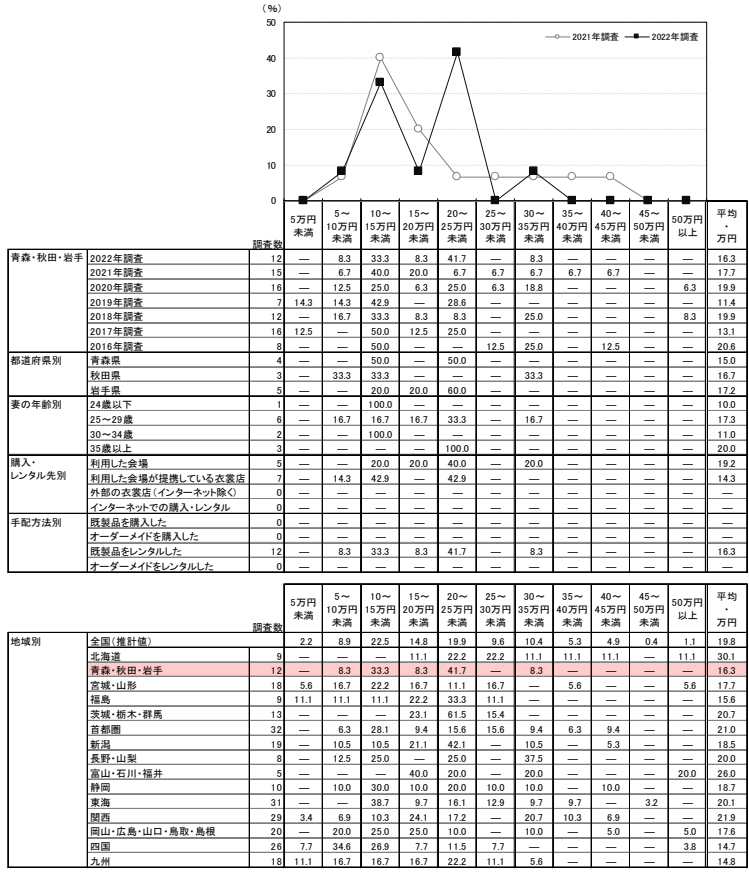 (%)
50
40
30
20
10
0
2021年調査 2022年調査
調査数 5万円未満 5~10万円未満 10~15万円未満 15~20万円未満 20~25万円未満 25~30万円未満 30~35万円未満 35~40万円未満 40~45万円未満 45~50万円未満 50万円以上 平均・万円
青森・秋田・岩手 2022年調査 12 — 8.3 33.3 8.3 41.7 — 8.3 — — — — 16.3
2021年調査 15 — 6.7 40.0 20.0 6.7 6.7 6.7 6.7 6.7 — — 17.7
2020年調査 16 — 12.5 25.0 6.3 25.0 6.3 18.8 — — — 6.3 19.9
2019年調査 7 14.3 14.3 42.9 — 28.6 — — — — — — 11.4
2018年調査 12 — 16.7 33.3 8.3 8.3 — 25.0 — — — 8.3 19.9
2017年調査 16 12.5 — 50.0 12.5 25.0 — — — — — — 13.1
2016年調査 8 — — 50.0 — — 12.5 25.0 — 12.5 — — 20.6
都道府県別 青森県 4 — — 50.0 — 50.0 — — — — — — 15.0
秋田県 3 — 33.3 33.3 — — — 33.3 — — — — 16.7
岩手県 5 — — 20.0 20.0 60.0 — — — — — — 17.2
妻の年齢別 24歳以下 1 — — 100.0 — — — — — — — — 10.0
25~29歳 6 — 16.7 16.7 16.7 33.3 — 16.7 — — — — 17.3
30~34歳 2 — — 100.0 — — — — — — — — 11.0
35歳以上 3 — — — — 100.0 — — — — — — 20.0
購入・レンタル先別 利用した会場 5 — — 20.0 20.0 40.0 — 20.0 — — — — 19.2
利用した会場が提携している衣裳店 7 — 14.3 42.9 — 42.9 — — — — — — 14.3
外部の衣裳店(インターネット除く) 0 — — — — — — — — — — — —
インターネットでの購入・レンタル 0 — — — — — — — — — — — —
手配方法別 既製品を購入した 0 — — — — — — — — — — — —
オーダーメイドを購入した 0 — — — — — — — — — — — —
既製品をレンタルした 12 — 8.3 33.3 8.3 41.7 — 8.3 — — — — 16.3
オーダーメイドをレンタルした 0 — — — — — — — — — — — —
調査数 5万円未満 5~10万円未満 10~15万円未満 15~20万円未満 20~25万円未満 25~30万円未満 30~35万円未満 35~40万円未満 40~45万円未満 45~50万円未満 50万円以上 平均・万円
地域別 全国(推計値) 2.2 8.9 22.5 14.8 19.9 9.6 10.4 5.3 4.9 0.4 1.1 19.8
北海道 9 — — — 11.1 22.2 22.2 11.1 11.1 11.1 — 11.1 30.1
青森・秋田・岩手 12 — 8.3 33.3 8.3 41.7 — 8.3 — — — — 16.3
宮城・山形 18 5.6 16.7 22.2 16.7 11.1 16.7 — 5.6 — — 5.6 17.7
福島 9 11.1 11.1 11.1 22.2 33.3 11.1 — — — — — 15.6
茨城・栃木・群馬 13 — — — 23.1 61.5 15.4 — — — — — 20.7
首都圏 32 — 6.3 28.1 9.4 15.6 15.6 9.4 6.3 9.4 — — 21.0
新潟 19 — 10.5 10.5 21.1 42.1 — 10.5 — 5.3 — — 18.5
長野・山梨 8 — 12.5 25.0 — 25.0 — 37.5 — — — — 20.0
富山・石川・福井 5 — — — 40.0 20.0 — 20.0 — — — 20.0 26.0
静岡 10 — 10.0 30.0 10.0 20.0 10.0 10.0 — 10.0 — — 18.7
東海 31 — — 38.7 9.7 16.1 12.9 9.7 9.7 — 3.2 — 20.1
関西 29 3.4 6.9 10.3 24.1 17.2 — 20.7 10.3 6.9 — — 21.9
岡山・広島・山口・鳥取・島根 20 — 20.0 25.0 25.0 10.0 — 10.0 — 5.0 — 5.0 17.6
四国 26 7.7 34.6 26.9 7.7 11.5 7.7 — — — — 3.8 14.7
九州 18 11.1 16.7 16.7 16.7 22.2 11.1 5.6 — — — — 14.8